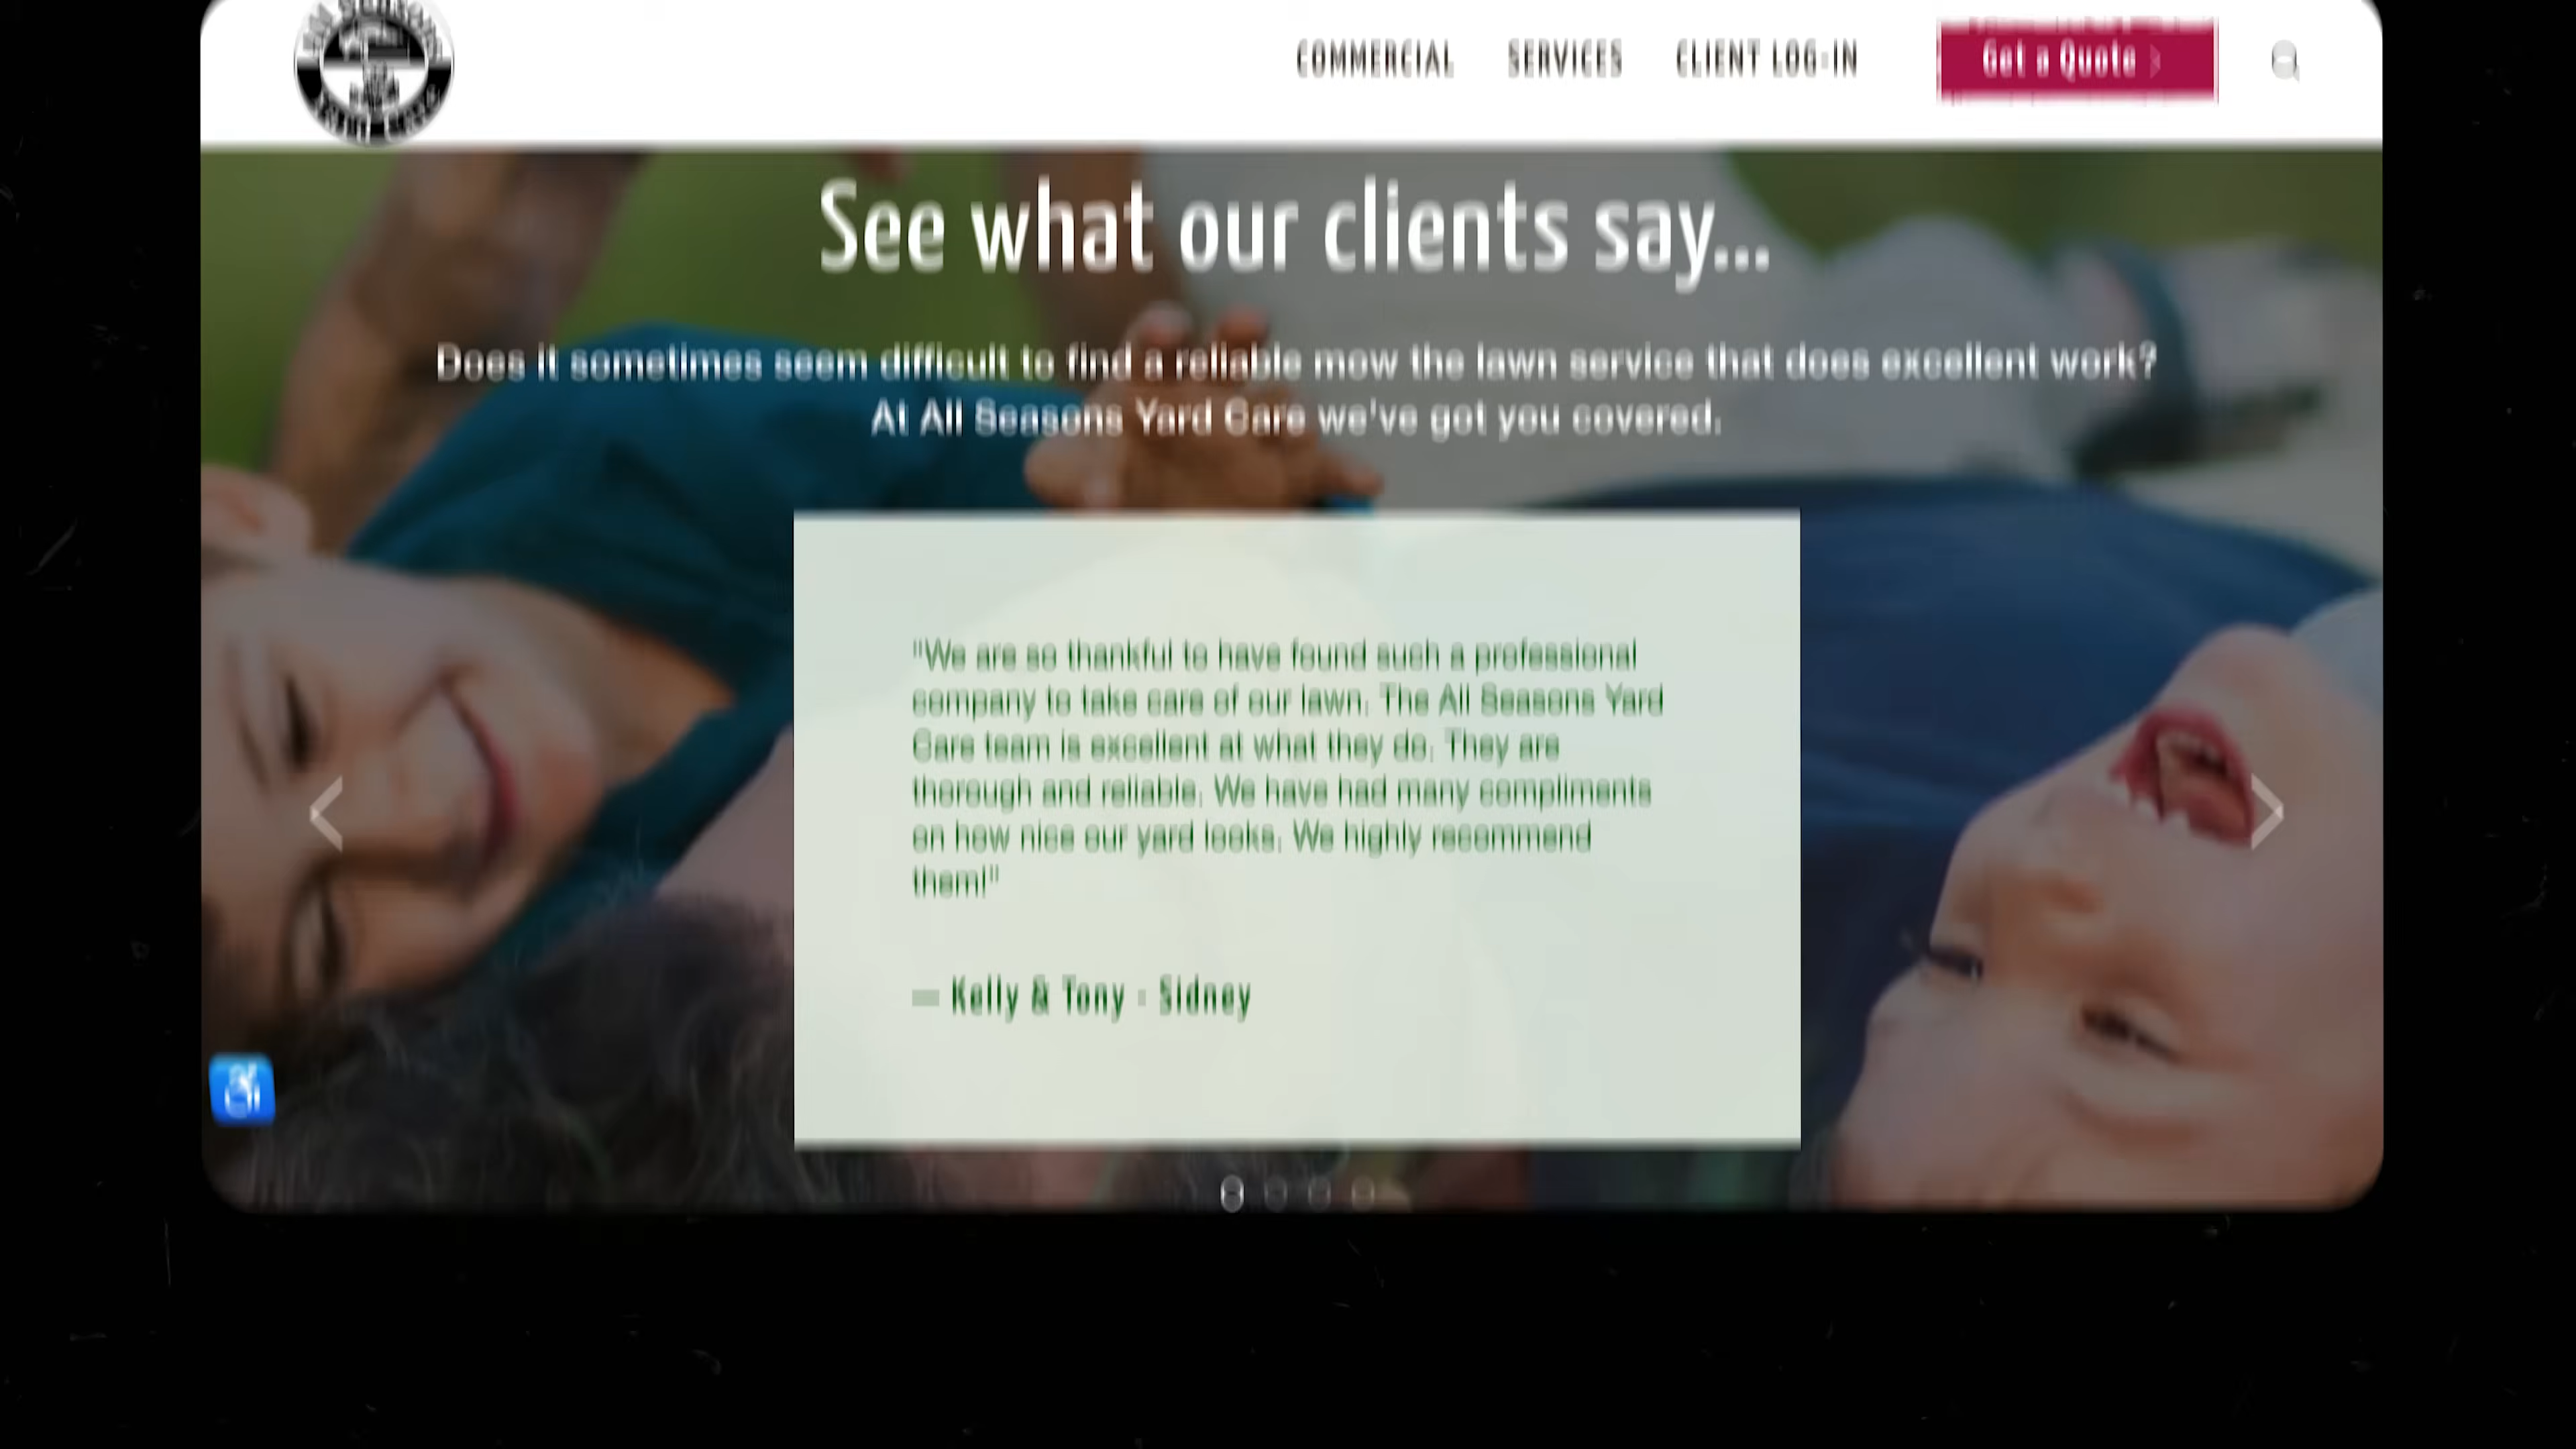 COMMERCIAL SERVICES CLIENT LOG-IN Get a Quote
See what our clients say...
Does it sometimes seem difficult to find a reliable mow the lawn service that does excellent work?
At All Seasons Yard Care we've got you covered.
"We are so thankful to have found such a professional
company to take care of our lawn. The All Seasons Yard
Care team is excellent at what they do. They are
thorough and reliable. We have had many compliments
on how nice our yard looks. We highly recommend
them!"
— Kelly & Tony - Sidney